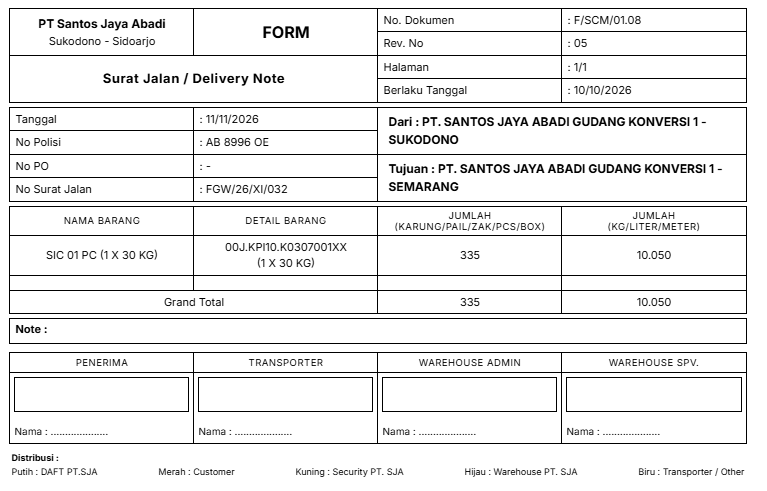 PT Santos Jaya Abadi
Sukodono - Sidoarjo
FORM
Surat Jalan / Delivery Note
No. Dokumen : F/SCM/01.08
Rev. No : 05
Halaman : 1/1
Berlaku Tanggal : 10/10/2026
Tanggal : 11/11/2026
No Polisi : AB 8996 OE
No PO : -
No Surat Jalan : FGW/26/XI/032
Dari : PT. SANTOS JAYA ABADI GUDANG KONVERSI 1 -
SUKODONO
Tujuan : PT. SANTOS JAYA ABADI GUDANG KONVERSI 1 -
SEMARANG
NAMA BARANG DETAIL BARANG JUMLAH (KARUNG/PAIL/ZAK/PCS/BOX) JUMLAH (KG/LITER/METER)
SIC 01 PC (1 X 30 KG) 00J.KPI10.K0307001XX (1 X 30 KG) 335 10.050
Grand Total 335 10.050
Note :
PENERIMA TRANSPORTER WAREHOUSE ADMIN WAREHOUSE SPV.
Nama : .................... Nama : .................... Nama : .................... Nama : ....................
Distribusi :
Putih : DAFT PT.SJA Merah : Customer Kuning : Security PT. SJA Hijau : Warehouse PT. SJA Biru : Transporter / Other